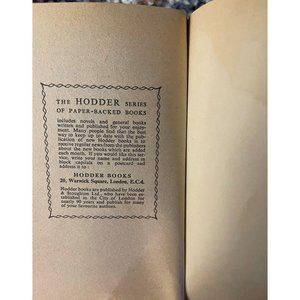 THE HODDER SERIES
OF PAPER-BACKED BOOKS
includes novels and general books
written and published for your enjoy-
ment. Many people find that the best
way to keep up to date with the publi-
cation of new Hodder books is to
receive regular news from the publishers
about the new books which are added
each month. If you would like this ser-
vice, write your name and address in
block capitals on a postcard and
address it to:
HODDER BOOKS
20, Warwick Square, London, E.C.4.
Hodder books are published by Hodder
& Stoughton Ltd., who have been es-
tablished in the City of London for
nearly 90 years and publish for many
of your favourite authors.